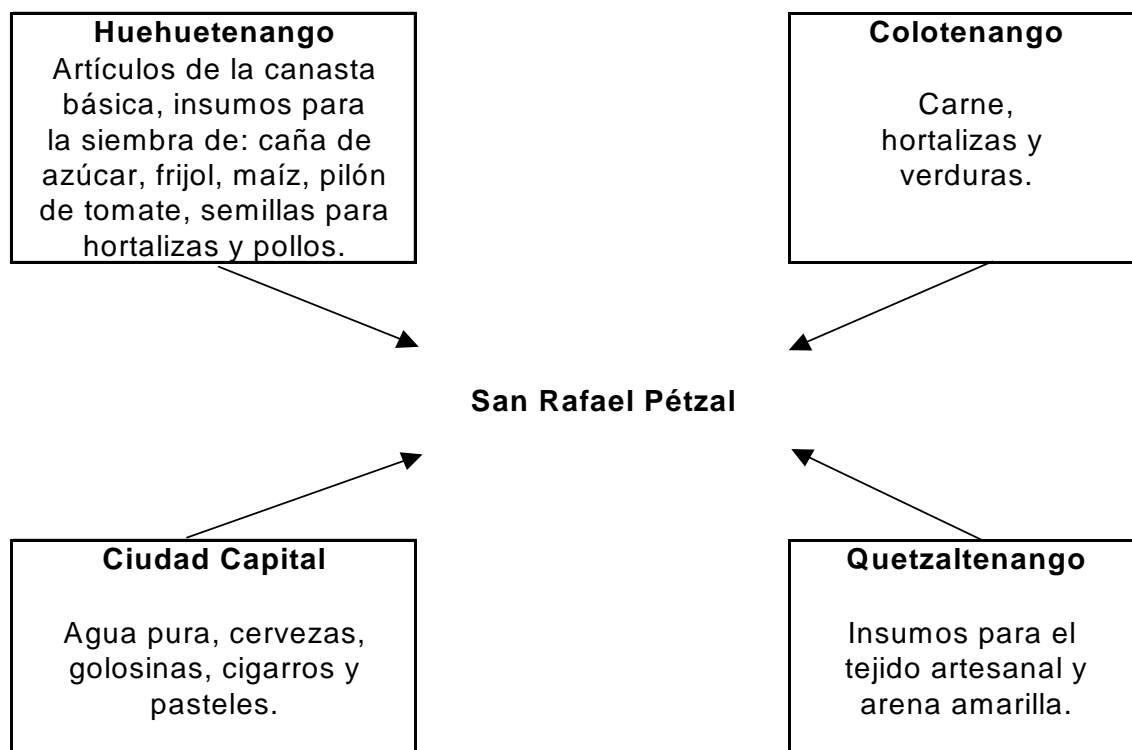 Huehuetenango
Artículos de la canasta
básica, insumos para
la siembra de: caña de
azúcar, frijol, maíz, pilón
de tomate, semillas para
hortalizas y pollos.
Colotenango
Carne,
hortalizas y
verduras.
San Rafael Pétzal
Ciudad Capital
Agua pura, cervezas,
golosinas, cigarros y
pasteles.
Quetzaltenango
Insumos para el
tejido artesanal y
arena amarilla.